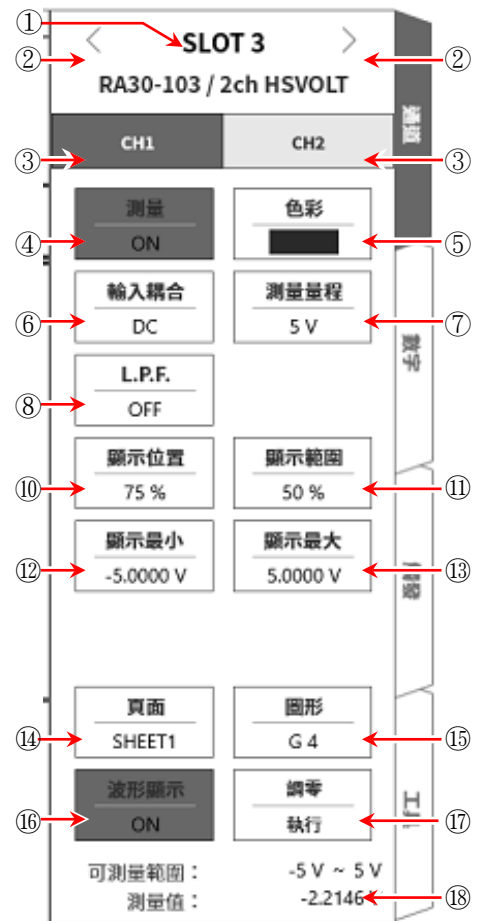 ①
< SLOT 3 >
② ②
RA30-103 / 2ch HSVOLT
CH1 CH2
③ ③
通道
測量 色彩
④ ON ⑤
輸入耦合 測量量程
⑥ DC 5 V ⑦
數字
L.P.F.
⑧ OFF
顯示位置 顯示範圍
⑩ 75 % 50 % ⑪
顯示最小 顯示最大
⑫ -5.0000 V 5.0000 V ⑬
頁面 圖形
⑭ SHEET1 G 4 ⑮
波形顯示 調零
⑯ ON 執行 ⑰
可測量範圍： -5 V ~ 5 V
測量值： -2.2146 ⑱